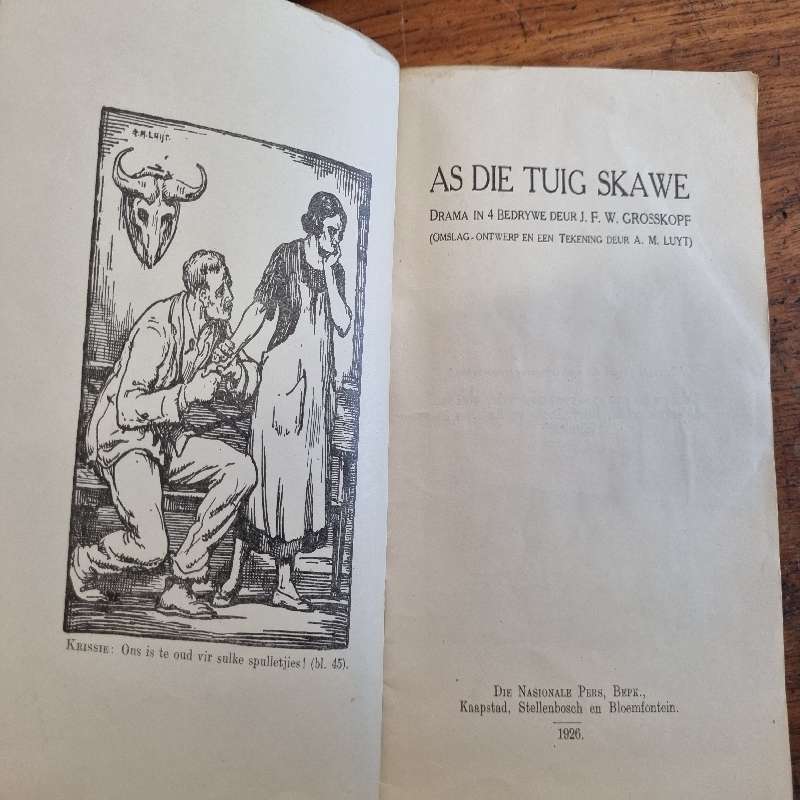 A.M.LUIJT.
KRISSIE: Ons is te oud vir sulke spulletjies! (bl. 45).
AS DIE TUIG SKAWE
DRAMA IN 4 BEDRYWE DEUR J. F. W. GROSSKOPF
(OMSLAG-ONTWERP EN EEN TEKENING DEUR A. M. LUYT)
DIE NASIONALE PERS, BEPK.,
Kaapstad, Stellenbosch en Bloemfontein.
1926.